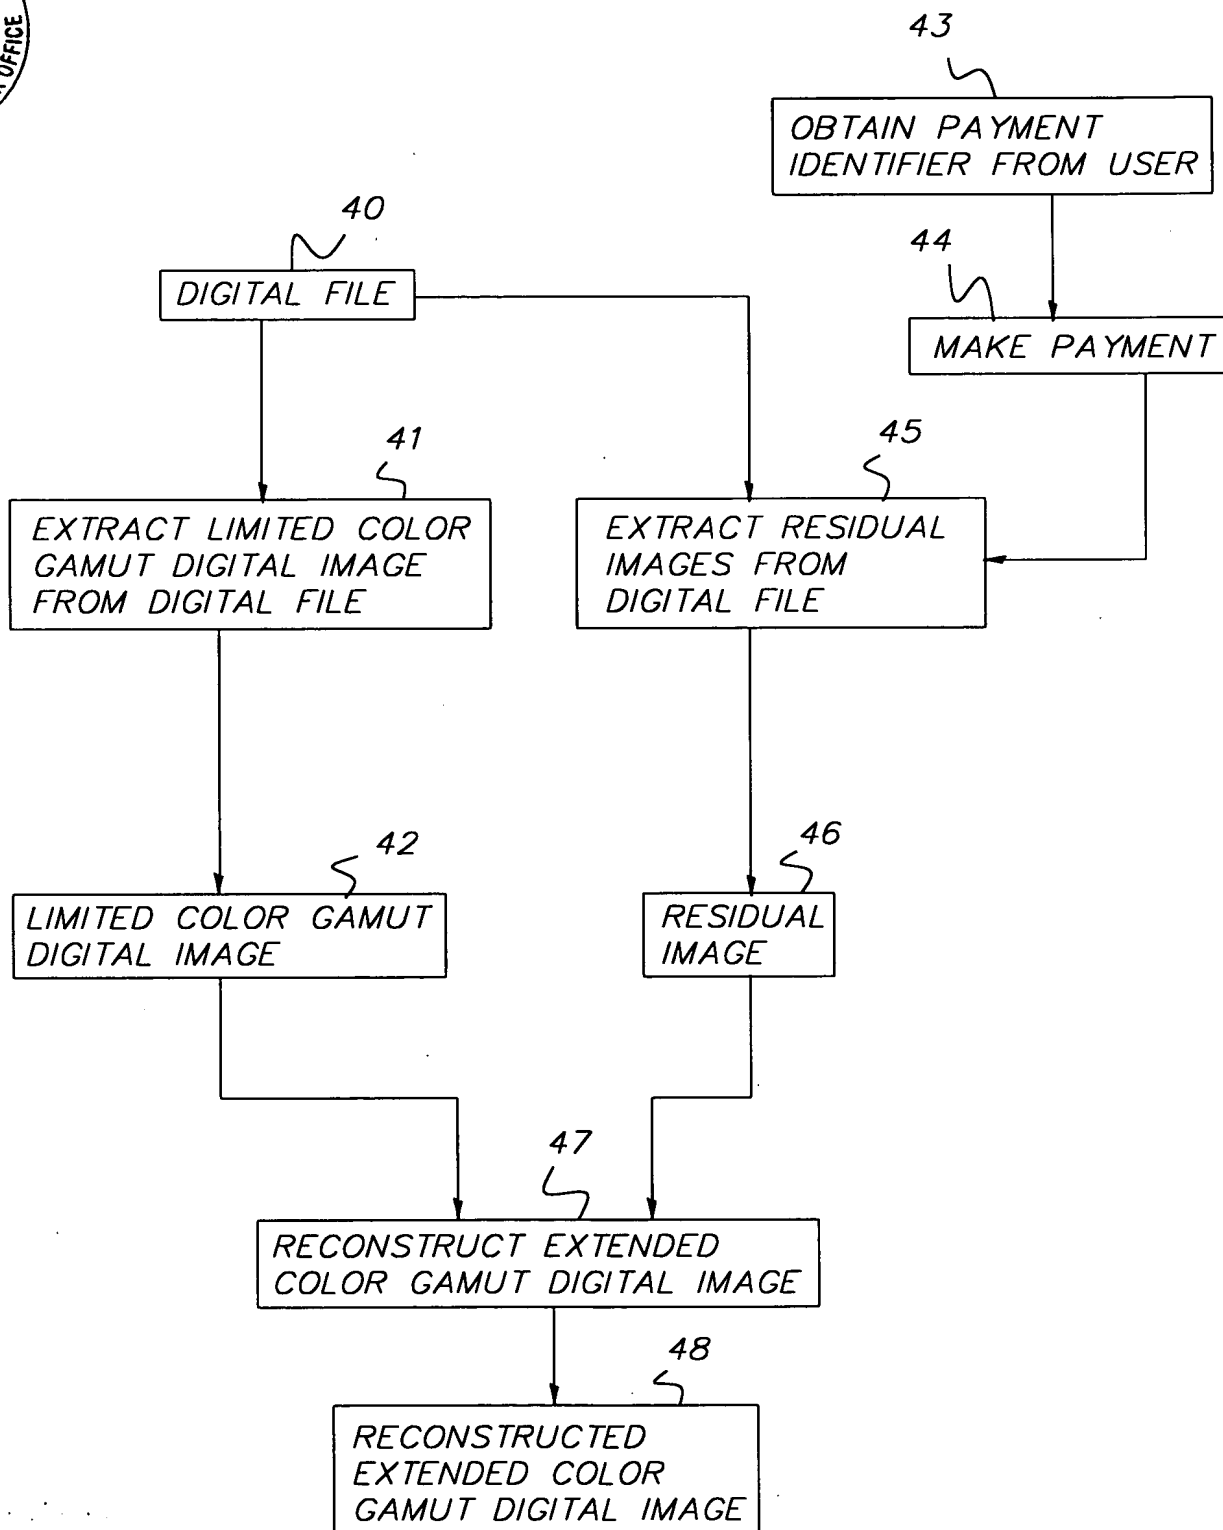 OFFICE
43
OBTAIN PAYMENT
IDENTIFIER FROM USER
40
44
DIGITAL FILE
MAKE PAYMENT
41
45
EXTRACT LIMITED COLOR
GAMUT DIGITAL IMAGE
FROM DIGITAL FILE
EXTRACT RESIDUAL
IMAGES FROM
DIGITAL FILE
42
46
LIMITED COLOR GAMUT
DIGITAL IMAGE
RESIDUAL
IMAGE
47
RECONSTRUCT EXTENDED
COLOR GAMUT DIGITAL IMAGE
48
RECONSTRUCTED
EXTENDED COLOR
GAMUT DIGITAL IMAGE